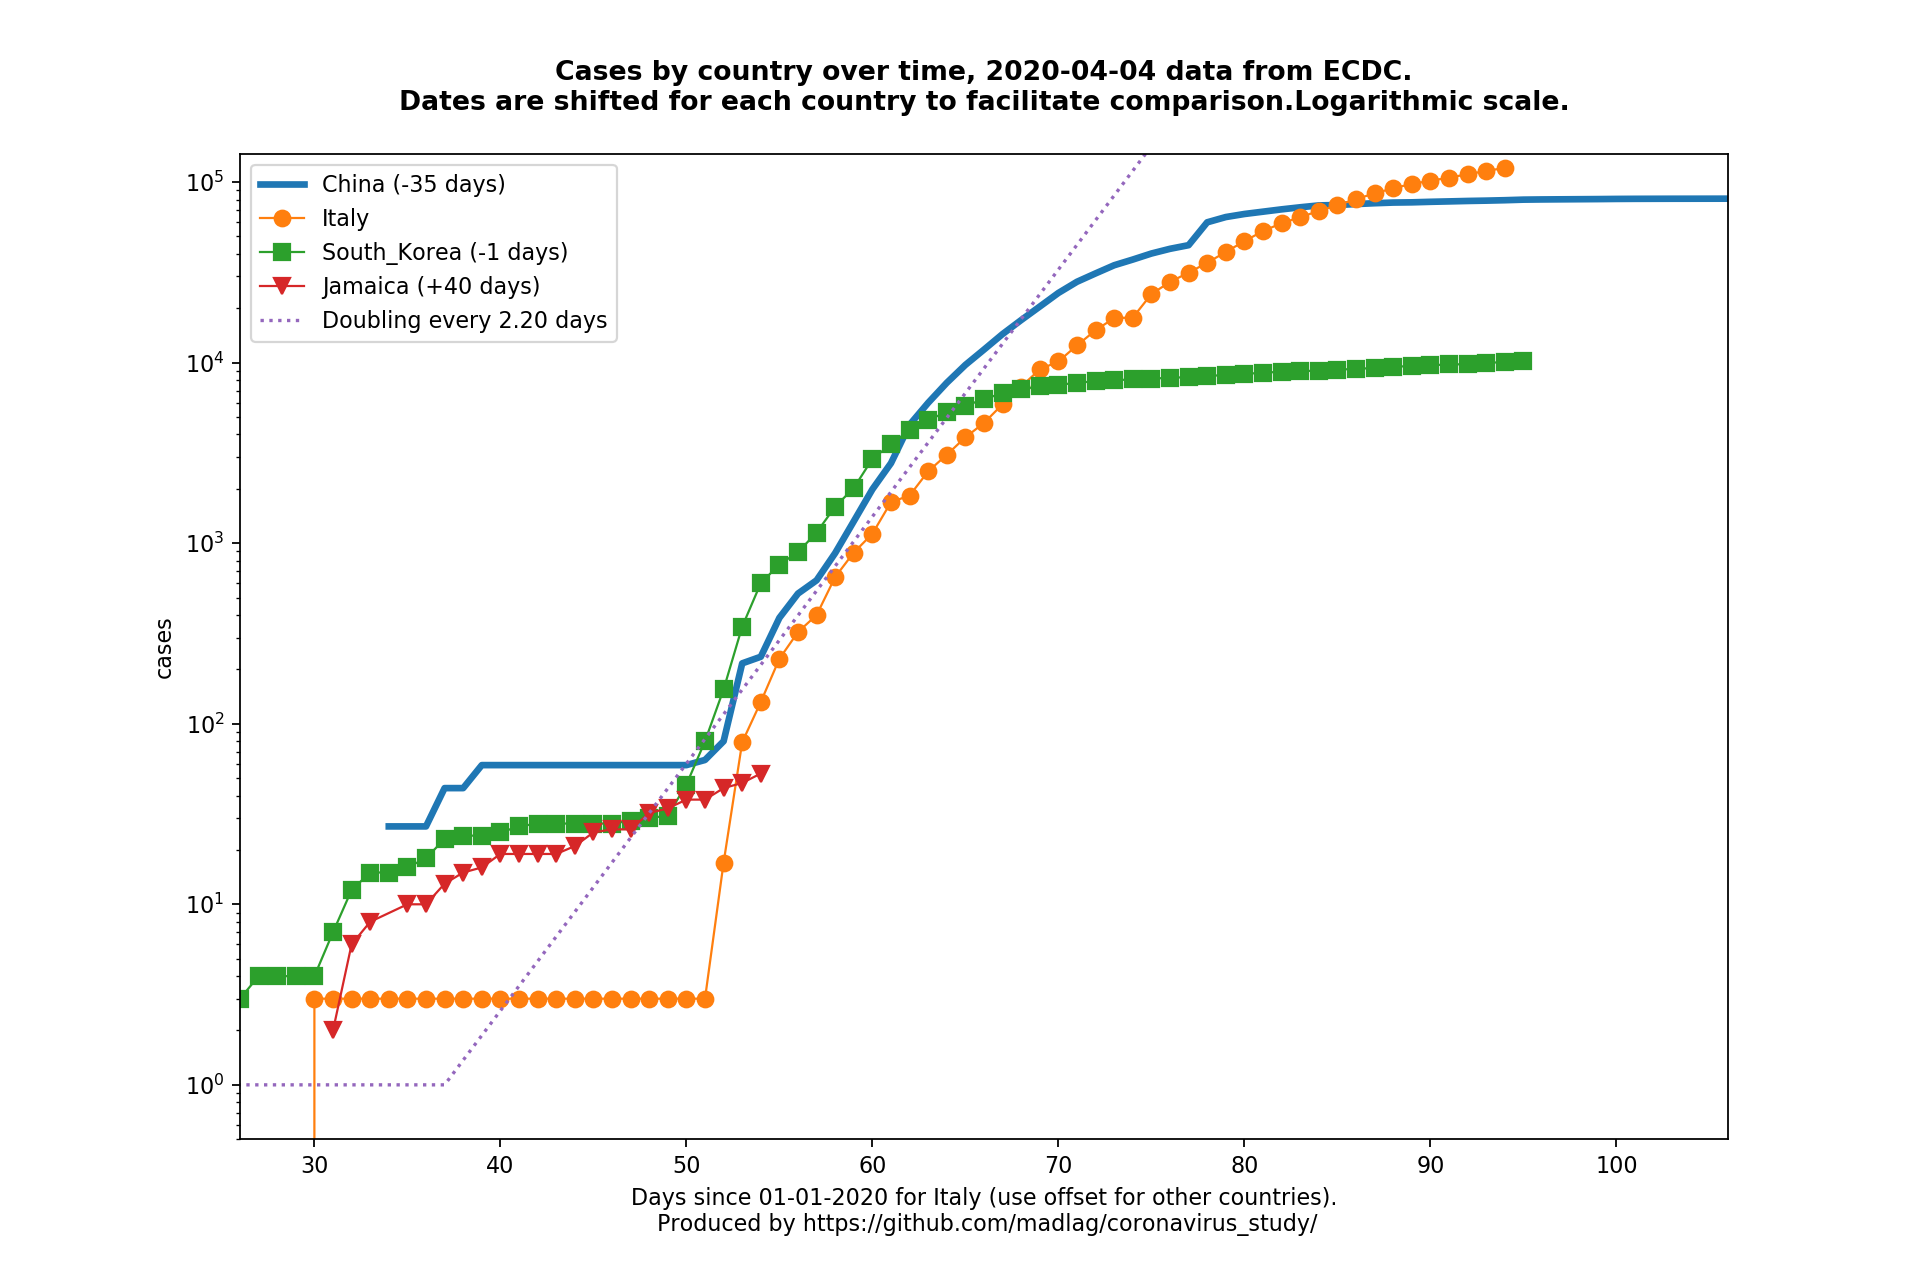 Cases by country over time, 2020-04-04 data from ECDC.
Dates are shifted for each country to facilitate comparison.Logarithmic scale.
China (-35 days)
Italy
South_Korea (-1 days)
Jamaica (+40 days)
Doubling every 2.20 days
cases
10⁵
10⁴
10³
10²
10¹
10⁰
30 40 50 60 70 80 90 100
Days since 01-01-2020 for Italy (use offset for other countries).
Produced by https://github.com/madlag/coronavirus_study/